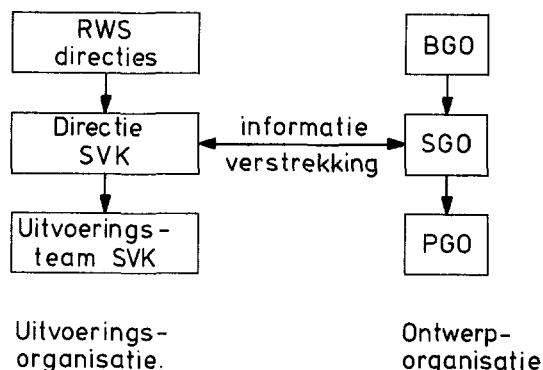 RWS
directies
Directie
SVK
Uitvoerings-
team SVK
informatie
verstrekking
BGO
SGO
PGO
Uitvoerings-
organisatie.
Ontwerp-
organisatie